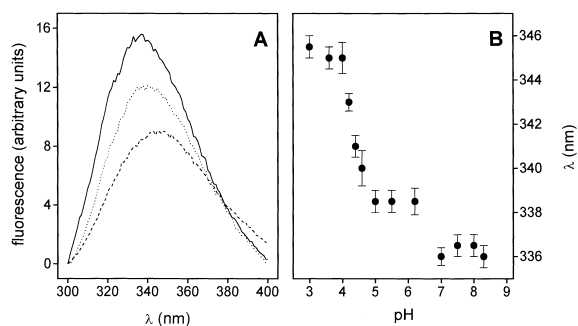 A
fluorescence (arbitrary units)
16
12
8
4
0
300 320 340 360 380 400
λ (nm)
B
346
344
342
340
338
336
λ (nm)
3 4 5 6 7 8 9
pH